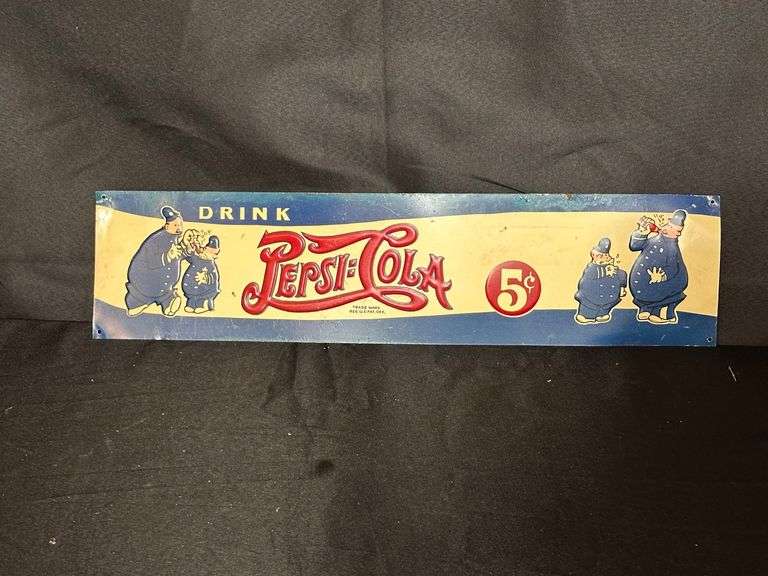 DRINK
PEPSI=COLA
TRADE MARK
REG. U.S. PAT. OFF.
5¢